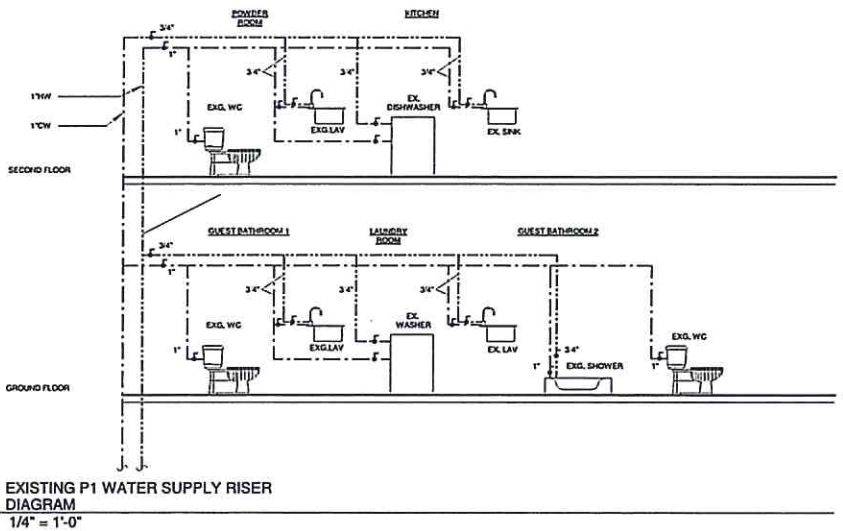 POWDER
ROOM
KITCHEN
3/4"
1"
3/4"
3/4"
3/4"
1"HW
1"CW
EXG. WC
1"
EXG.LAV
EX.
DISHWASHER
EX. SINK
SECOND FLOOR
GUEST BATHROOM 1
LAUNDRY
ROOM
GUEST BATHROOM 2
3/4"
1"
3/4"
3/4"
3/4"
EXG. WC
1"
EXG.LAV
EX.
WASHER
EX. LAV
1"
3/4"
EXG. SHOWER
EXG. WC
1"
GROUND FLOOR
EXISTING P1 WATER SUPPLY RISER
DIAGRAM
1/4" = 1'-0"